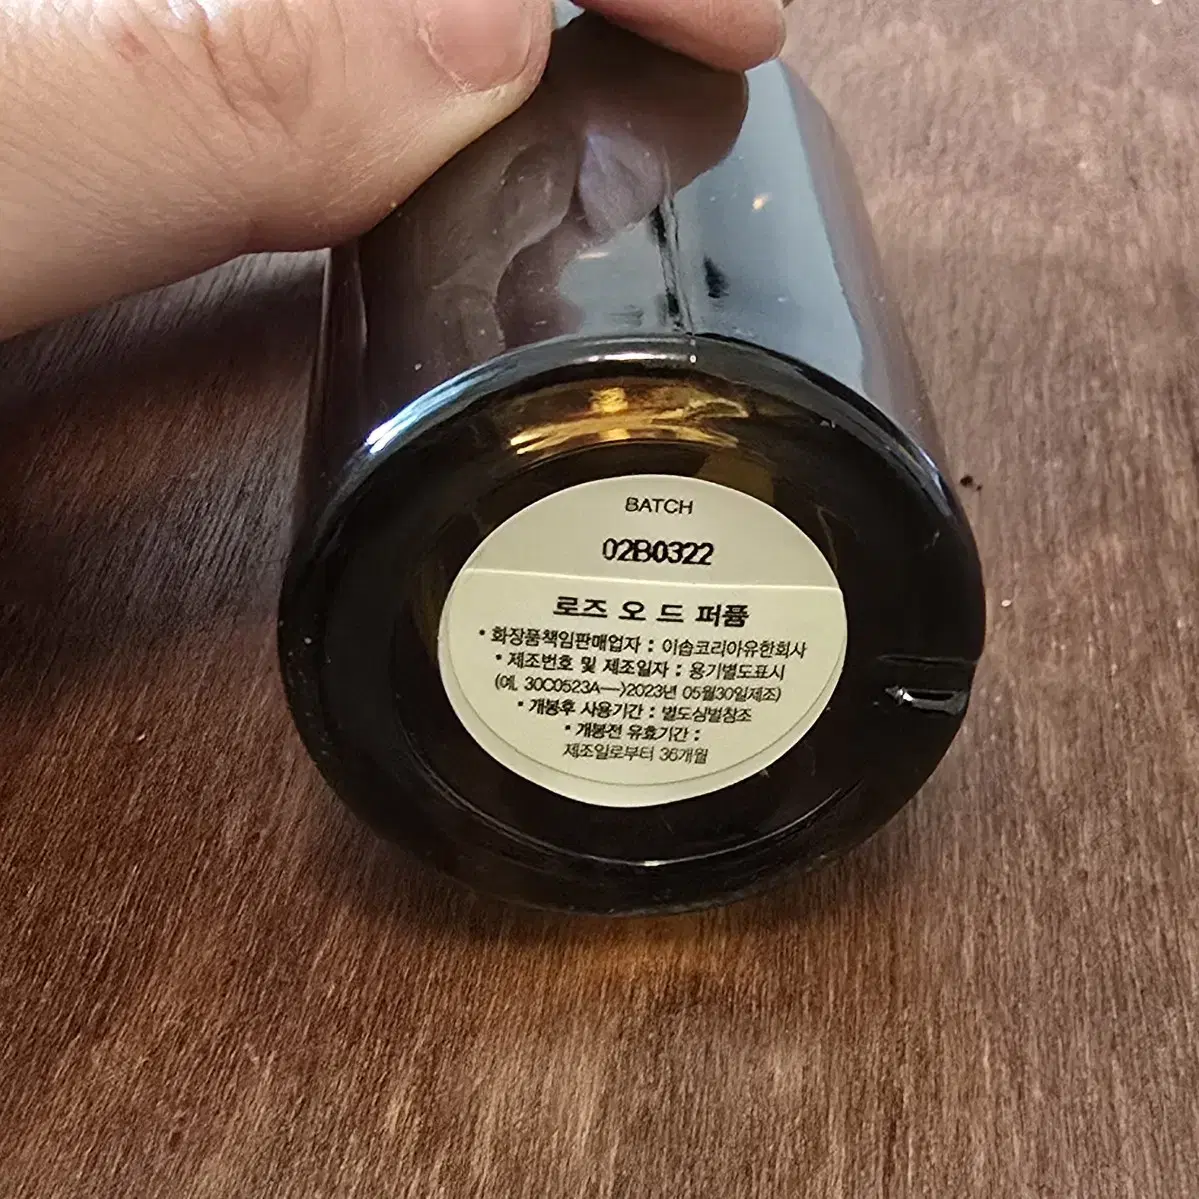 BATCH
02B0322
로즈 오 드 퍼퓸
• 화장품책임판매업자 : 이솝코리아유한회사
• 제조번호 및 제조일자 : 용기별도표시
(예, 30C0523A—>2023년 05월30일제조)
• 개봉후 사용기간 : 별도심벌참조
• 개봉전 유효기간 :
제조일로부터 36개월